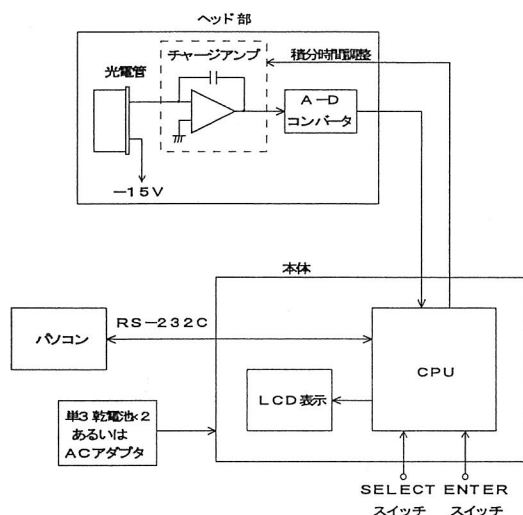 ヘッド部
チャージアンプ
積分時間調整
光電管
A-D
コンバータ
-15V
本体
RS-232C
パソコン
CPU
LCD表示
単3乾電池×2
あるいは
ACアダプタ
SELECT
スイッチ
ENTER
スイッチ